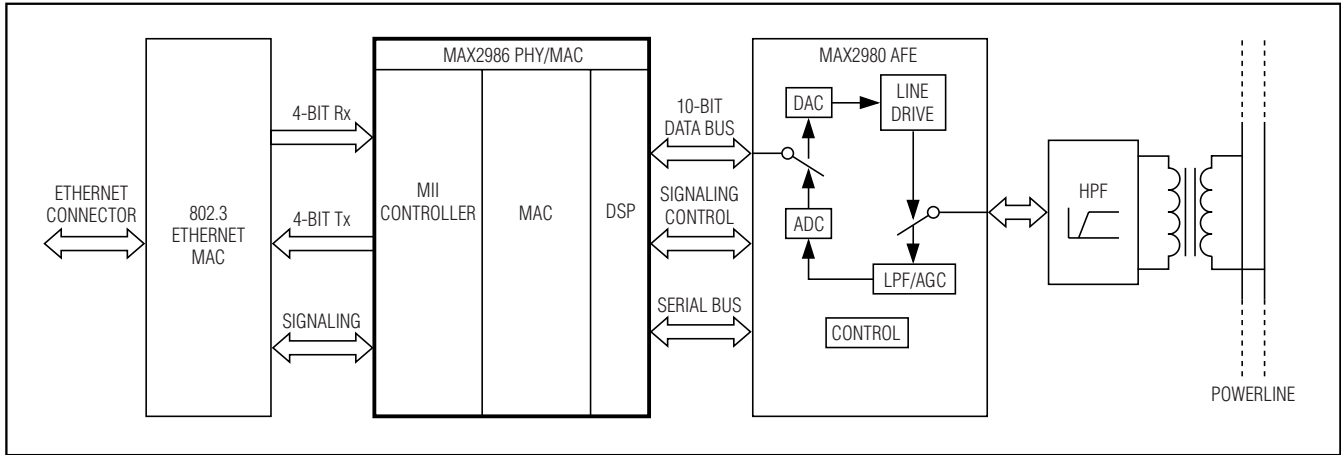 ETHERNET
CONNECTOR
802.3
ETHERNET
MAC
4-BIT Rx
4-BIT Tx
SIGNALING
MAX2986 PHY/MAC
MII
CONTROLLER
MAC
DSP
10-BIT
DATA BUS
SIGNALING
CONTROL
SERIAL BUS
MAX2980 AFE
DAC
LINE
DRIVE
ADC
LPF/AGC
CONTROL
HPF
POWERLINE